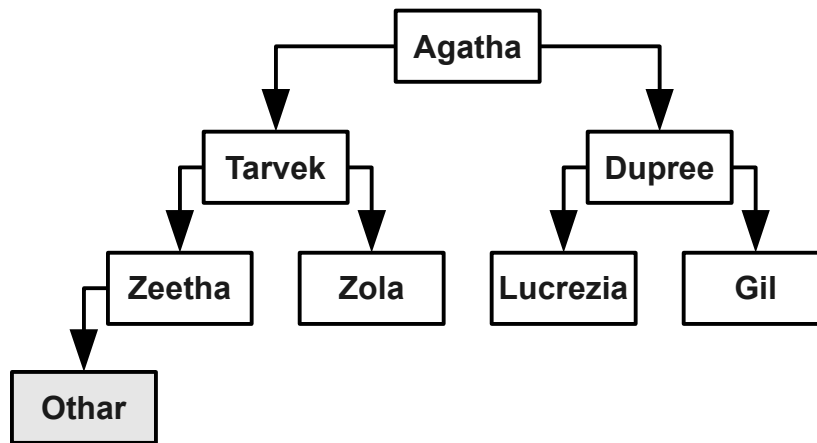 Agatha
Tarvek
Dupree
Zeetha
Zola
Lucrezia
Gil
Othar